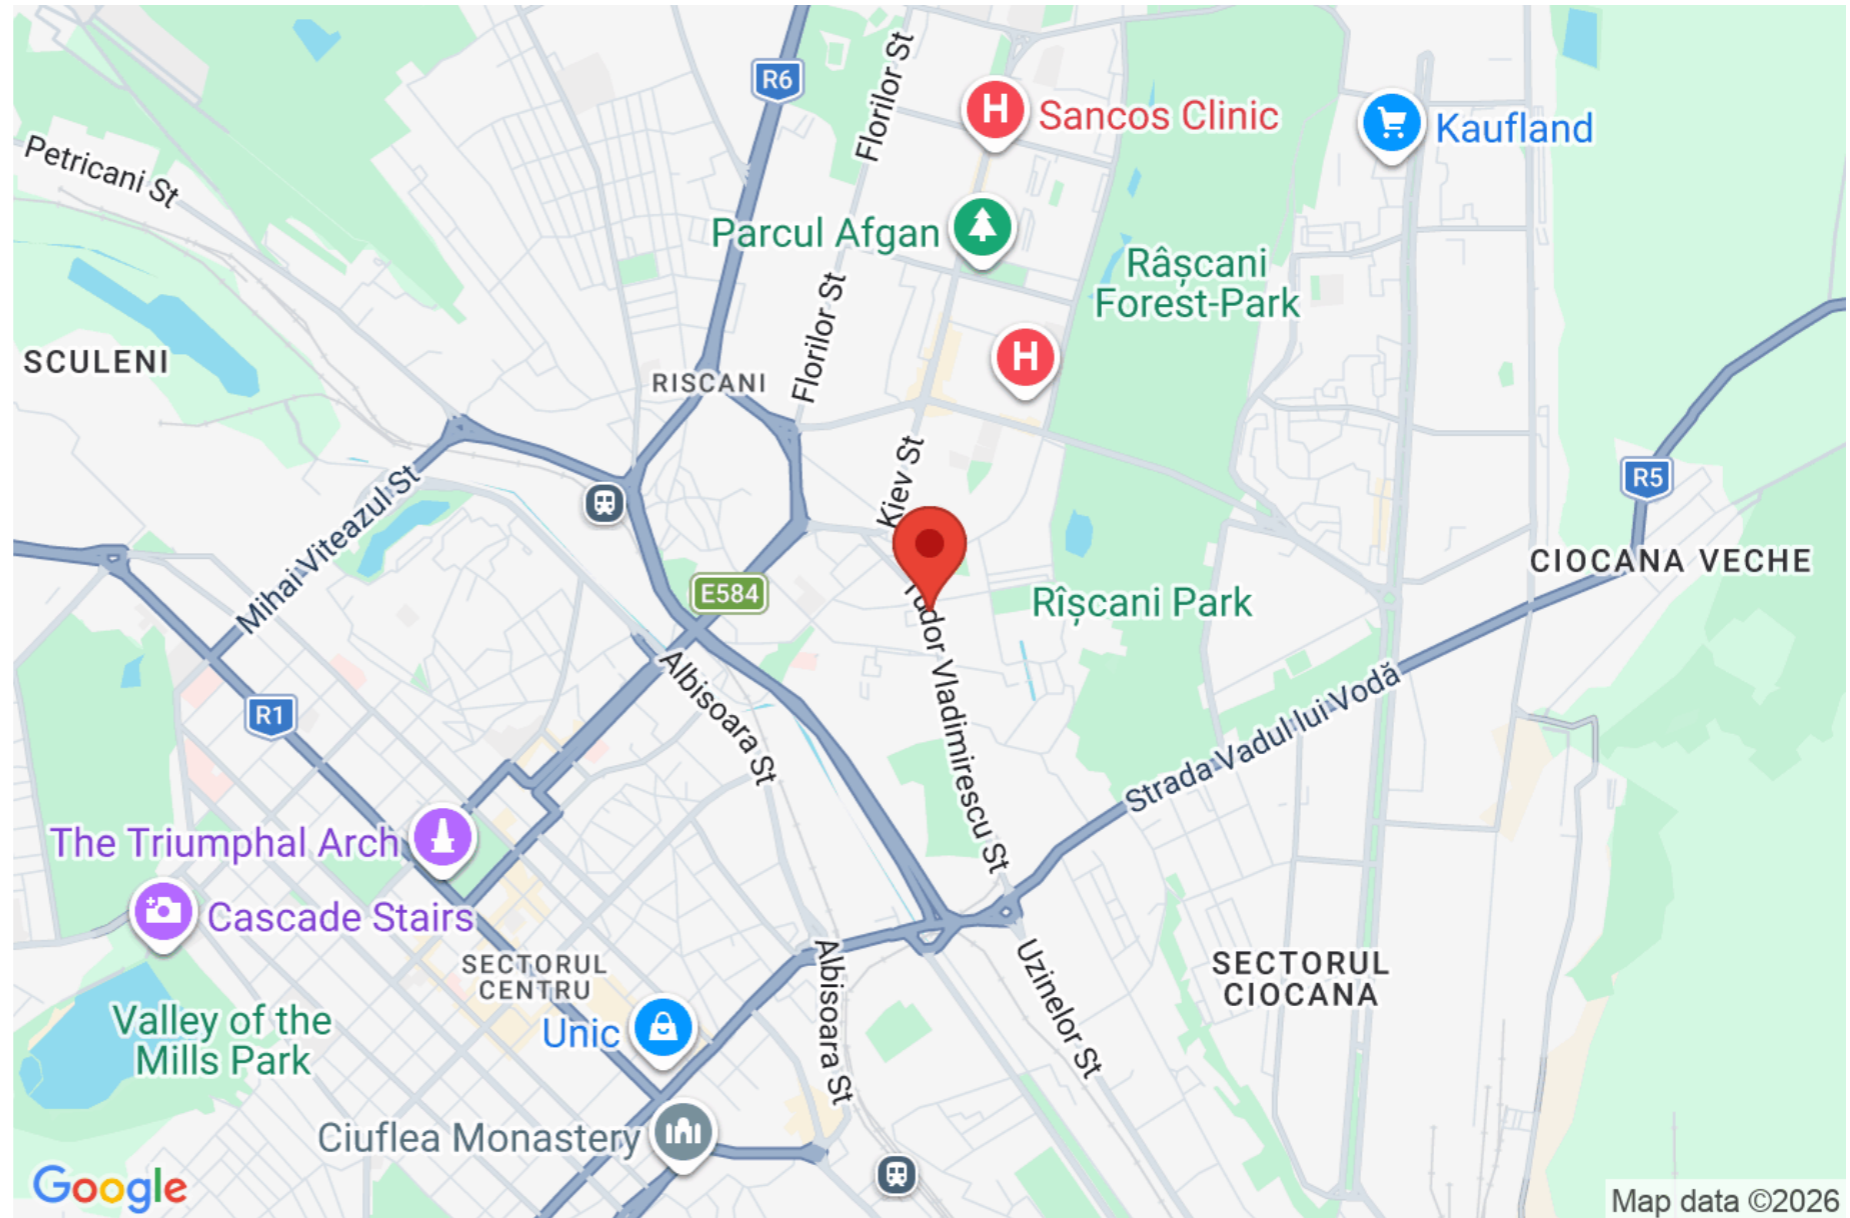 R6
Florilor St
H
Sancos Clinic
Kaufland
Petricani St
Parcul Afgan
Râșcani
Forest-Park
Florilor St
H
SCULENI
RISCANI
Kiev St
R5
Mihai Viteazul St
CIOCANA VECHE
E584
Rîșcani Park
Tudor Vladimirescu St
Albisoara St
R1
Strada Vadul lui Vodă
The Triumphal Arch
Cascade Stairs
SECTORUL
CENTRU
Albisoara St
Uzinelor St
SECTORUL
CIOCANA
Valley of the
Mills Park
Unic
Ciuflea Monastery
Google
Map data ©2026